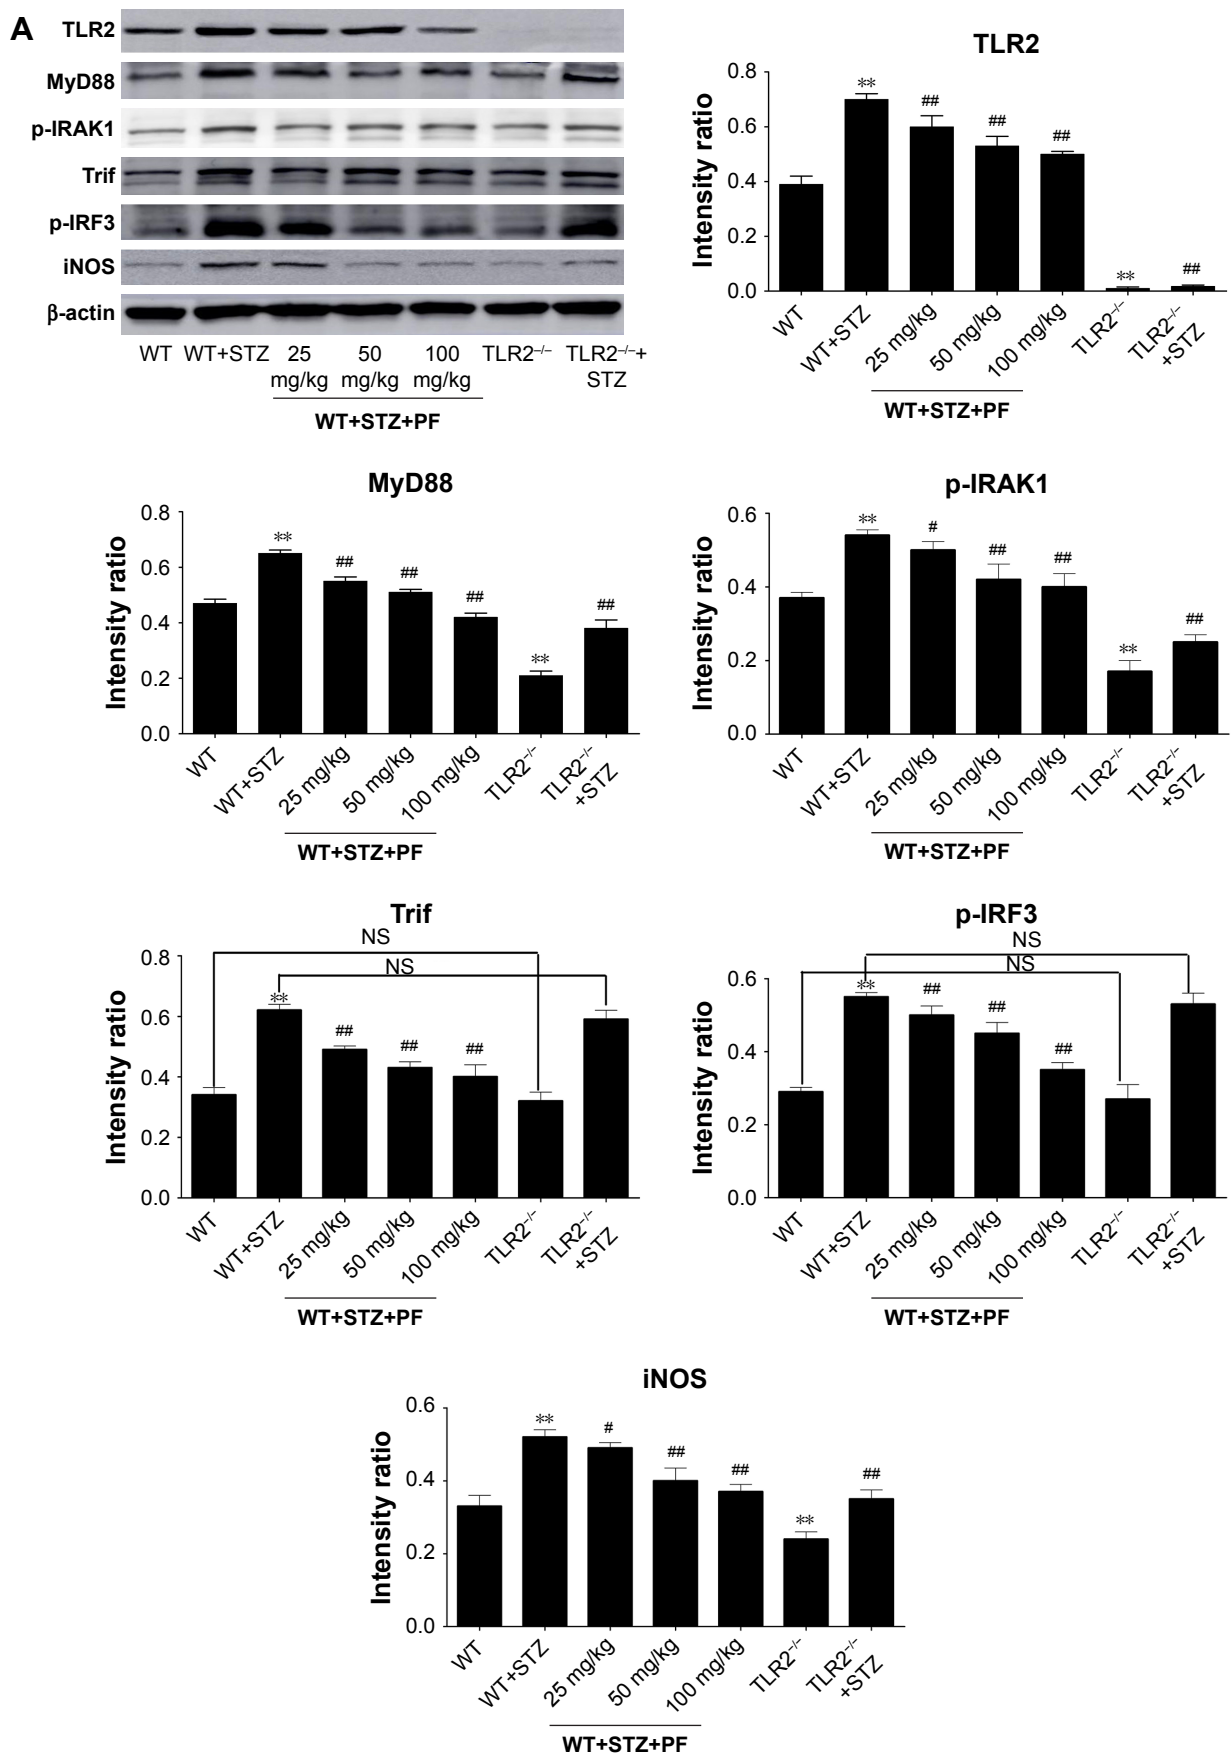 A
TLR2
MyD88
p-IRAK1
Trif
p-IRF3
iNOS
β-actin
WT WT+STZ 25 50 100 TLR2–/– TLR2–/–+
mg/kg mg/kg mg/kg STZ
WT+STZ+PF
TLR2
Intensity ratio
0.8
0.6
0.4
0.2
0.0
** ## ## ## ** ##
WT
WT+STZ
25 mg/kg
50 mg/kg
100 mg/kg
TLR2–/–
TLR2–/–
+STZ
WT+STZ+PF
MyD88
Intensity ratio
0.8
0.6
0.4
0.2
0.0
** ## ## ## ** ##
WT
WT+STZ
25 mg/kg
50 mg/kg
100 mg/kg
TLR2–/–
TLR2–/–
+STZ
WT+STZ+PF
p-IRAK1
Intensity ratio
0.6
0.4
0.2
0.0
** # ## ## ** ##
WT
WT+STZ
25 mg/kg
50 mg/kg
100 mg/kg
TLR2–/–
TLR2–/–
+STZ
WT+STZ+PF
Trif
NS
NS
Intensity ratio
0.8
0.6
0.4
0.2
0.0
** ## ## ##
WT
WT+STZ
25 mg/kg
50 mg/kg
100 mg/kg
TLR2–/–
TLR2–/–
+STZ
WT+STZ+PF
p-IRF3
NS
NS
Intensity ratio
0.6
0.4
0.2
0.0
** ## ## ##
WT
WT+STZ
25 mg/kg
50 mg/kg
100 mg/kg
TLR2–/–
TLR2–/–
+STZ
WT+STZ+PF
iNOS
Intensity ratio
0.6
0.4
0.2
0.0
** # ## ## ** ##
WT
WT+STZ
25 mg/kg
50 mg/kg
100 mg/kg
TLR2–/–
TLR2–/–
+STZ
WT+STZ+PF